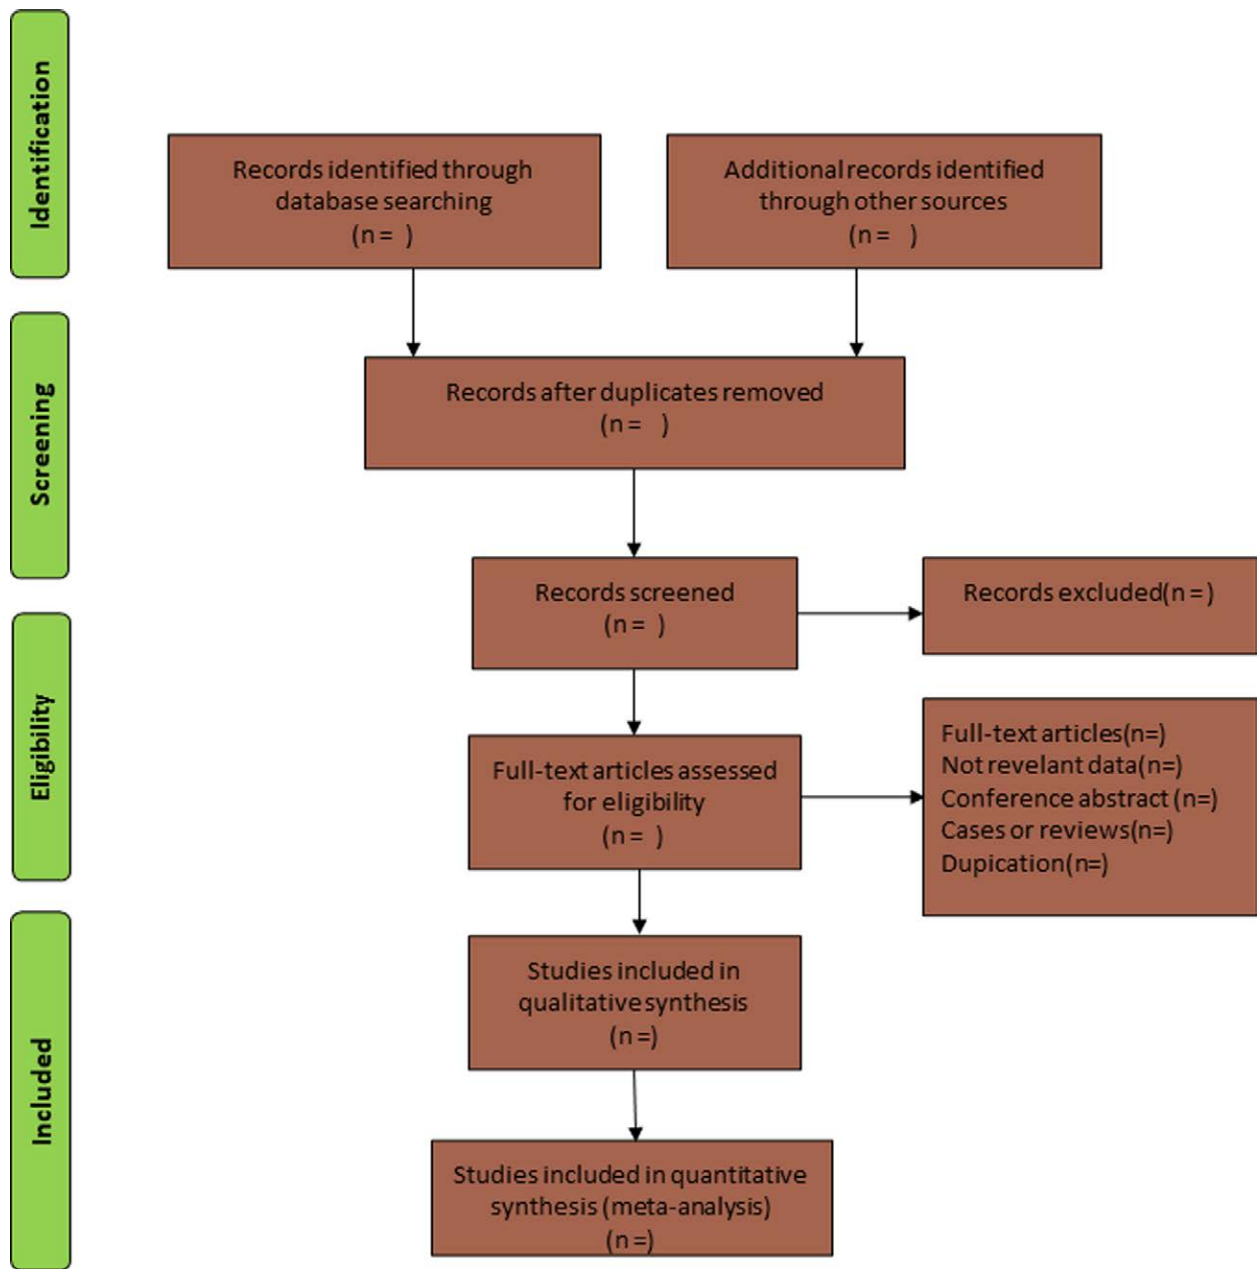 Identification
Records identified through
database searching
(n =  )
Additional records identified
through other sources
(n =   )
Screening
Records after duplicates removed
(n =   )
Records screened
(n =  )
Records excluded(n = )
Eligibility
Full-text articles assessed
for eligibility
(n =  )
Full-text articles(n=)
Not revelant data(n=)
Conference abstract (n=)
Cases or reviews(n=)
Dupication(n=)
Included
Studies included in
qualitative synthesis
(n =)
Studies included in quantitative
synthesis (meta-analysis)
(n =)